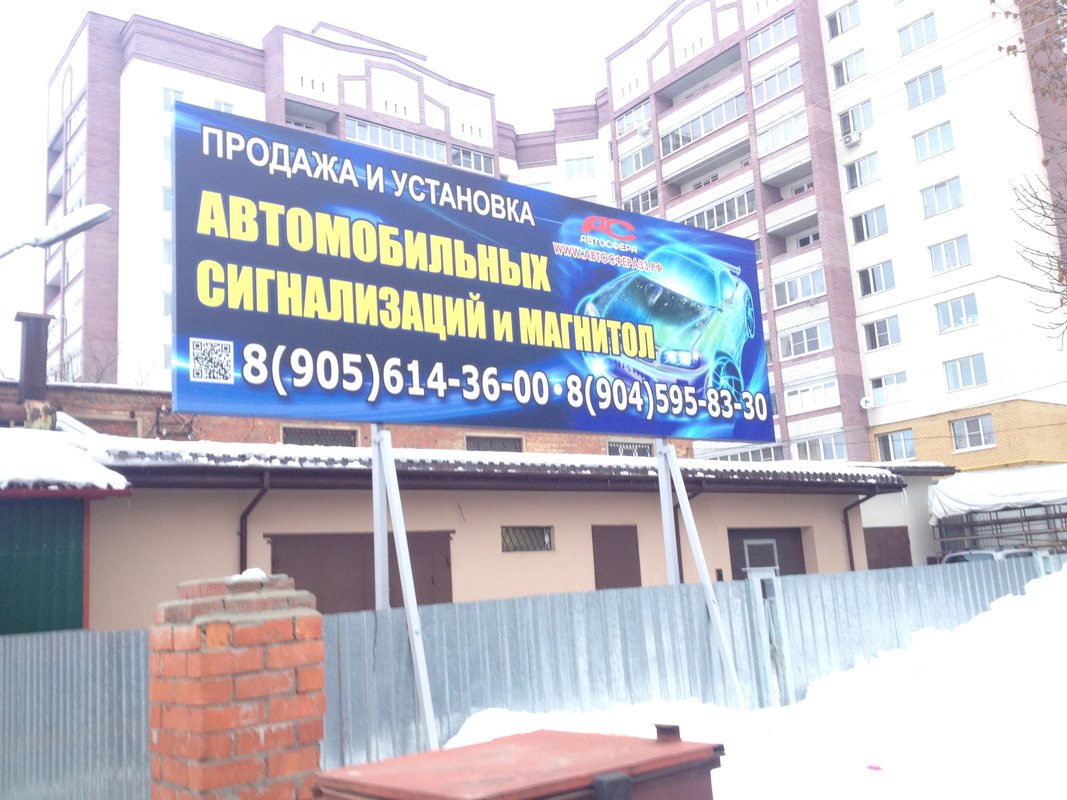 ПРОДАЖА И УСТАНОВКА
АВТОМОБИЛЬНЫХ
СИГНАЛИЗАЦИЙ И МАГНИТОЛ
АС
АВТОСФЕРА
WWW.АВТОСФЕРА33.РФ
8(905)614-36-00·8(904)595-83-30